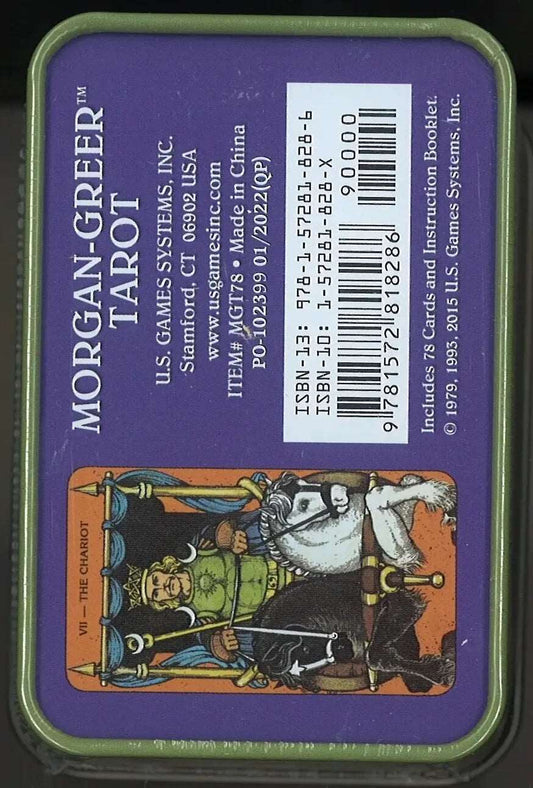 MORGAN-GREER™
TAROT
U.S. GAMES SYSTEMS, INC.
Stamford, CT 06902 USA
www.usgamesinc.com
ITEM# MGT78 • Made in China
PO-102399 01/2022(QP)
ISBN-13: 978-1-57281-828-6
ISBN-10: 1-57281-828-X
90000
9 781572 818286
Includes 78 Cards and Instruction Booklet.
© 1979, 1993, 2015 U.S. Games Systems, Inc.
VII — THE CHARIOT